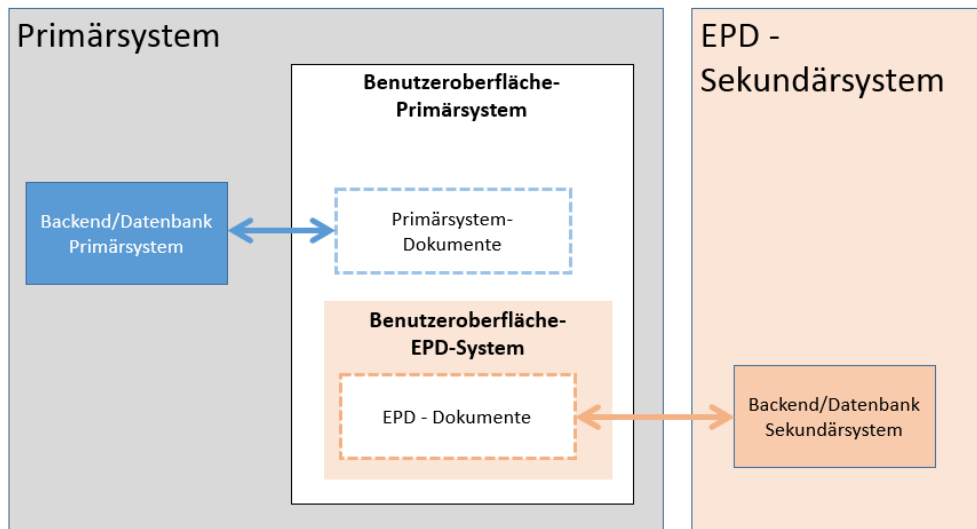 Primärsystem
Benutzeroberfläche-
Primärsystem
Backend/Datenbank
Primärsystem
Primärsystem-
Dokumente
Benutzeroberfläche-
EPD-System
EPD - Dokumente
EPD -
Sekundärsystem
Backend/Datenbank
Sekundärsystem